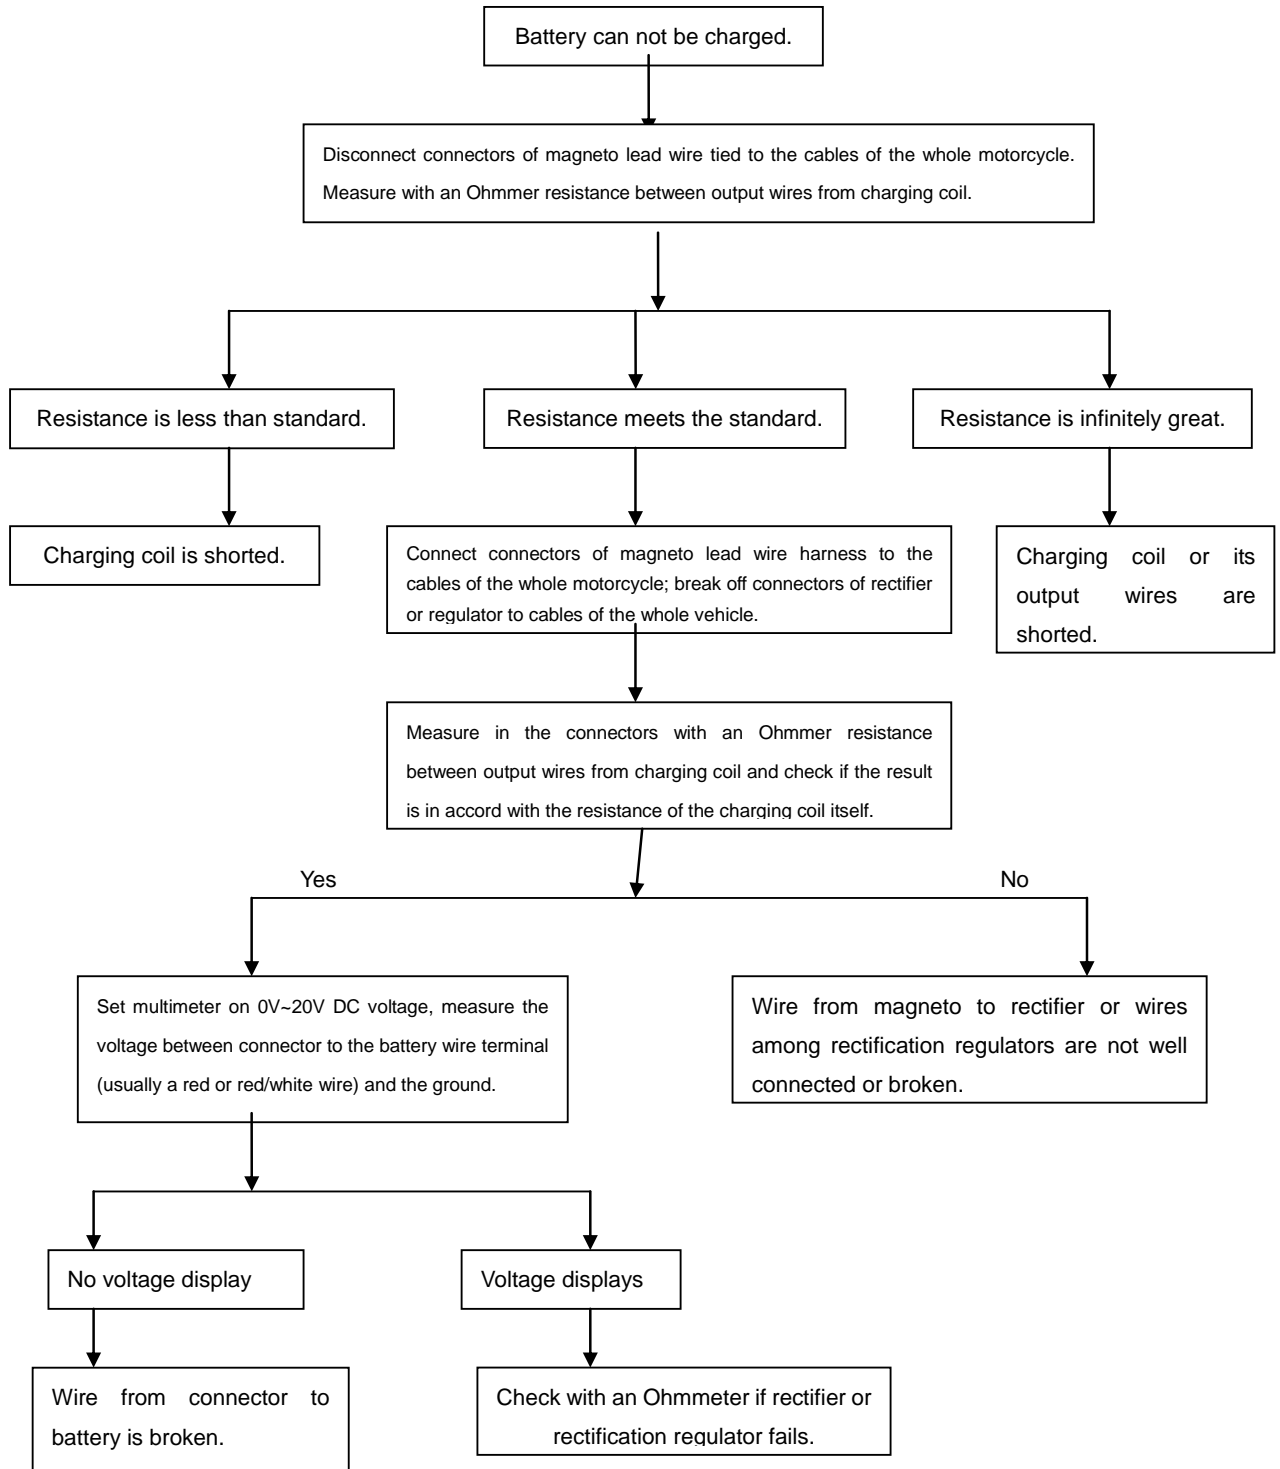 Battery can not be charged.
Disconnect connectors of magneto lead wire tied to the cables of the whole motorcycle.
Measure with an Ohmmer resistance between output wires from charging coil.
Resistance is less than standard.
Resistance meets the standard.
Resistance is infinitely great.
Charging coil is shorted.
Connect connectors of magneto lead wire harness to the
cables of the whole motorcycle; break off connectors of rectifier
or regulator to cables of the whole vehicle.
Charging coil or its
output wires are
shorted.
Measure in the connectors with an Ohmmer resistance
between output wires from charging coil and check if the result
is in accord with the resistance of the charging coil itself.
Yes
No
Set multimeter on 0V~20V DC voltage, measure the
voltage between connector to the battery wire terminal
(usually a red or red/white wire) and the ground.
Wire from magneto to rectifier or wires
among rectification regulators are not well
connected or broken.
No voltage display
Voltage displays
Wire from connector to
battery is broken.
Check with an Ohmmeter if rectifier or
rectification regulator fails.